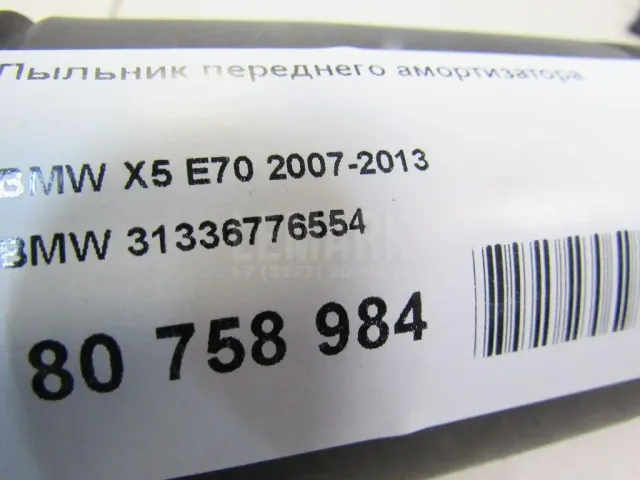 Пыльник переднего амортизатора
BMW X5 E70 2007-2013
BMW 31336776554
80 758 984